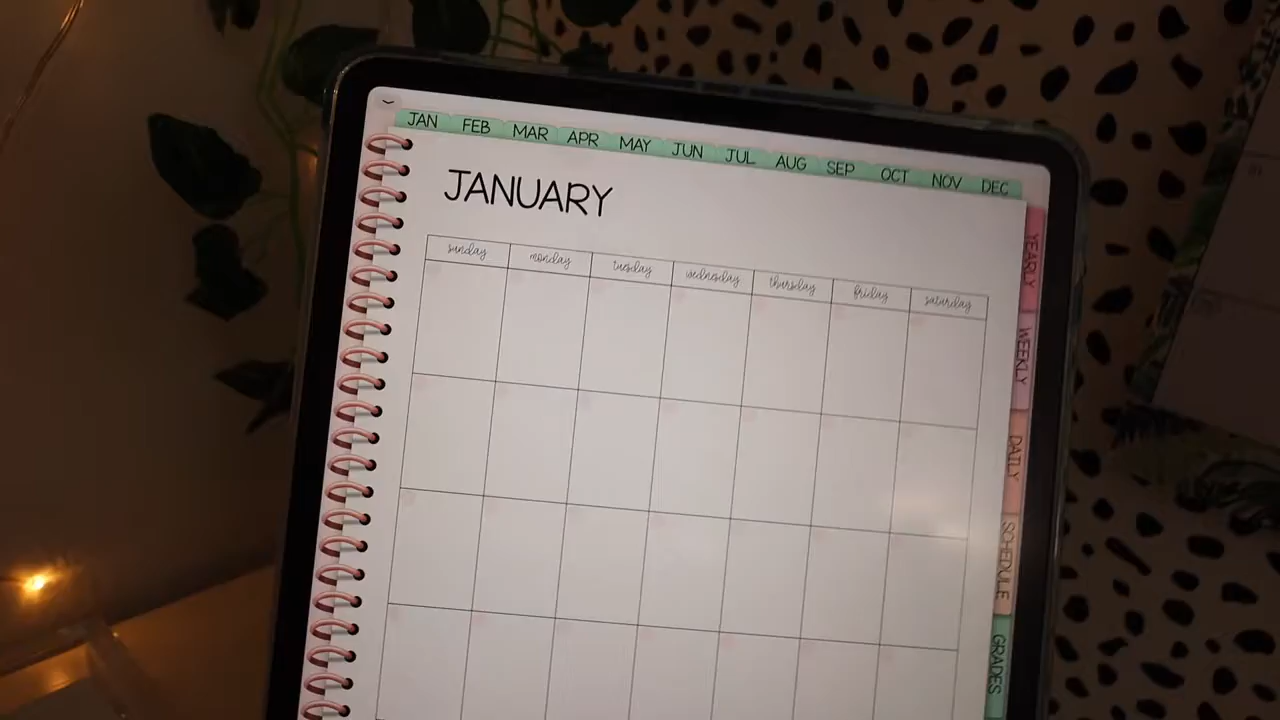 JAN FEB MAR APR MAY JUN JUL AUG SEP OCT NOV DEC
JANUARY
sunday monday tuesday wednesday thursday friday saturday
YEARLY
WEEKLY
DAILY
SCHEDULE
GRADES